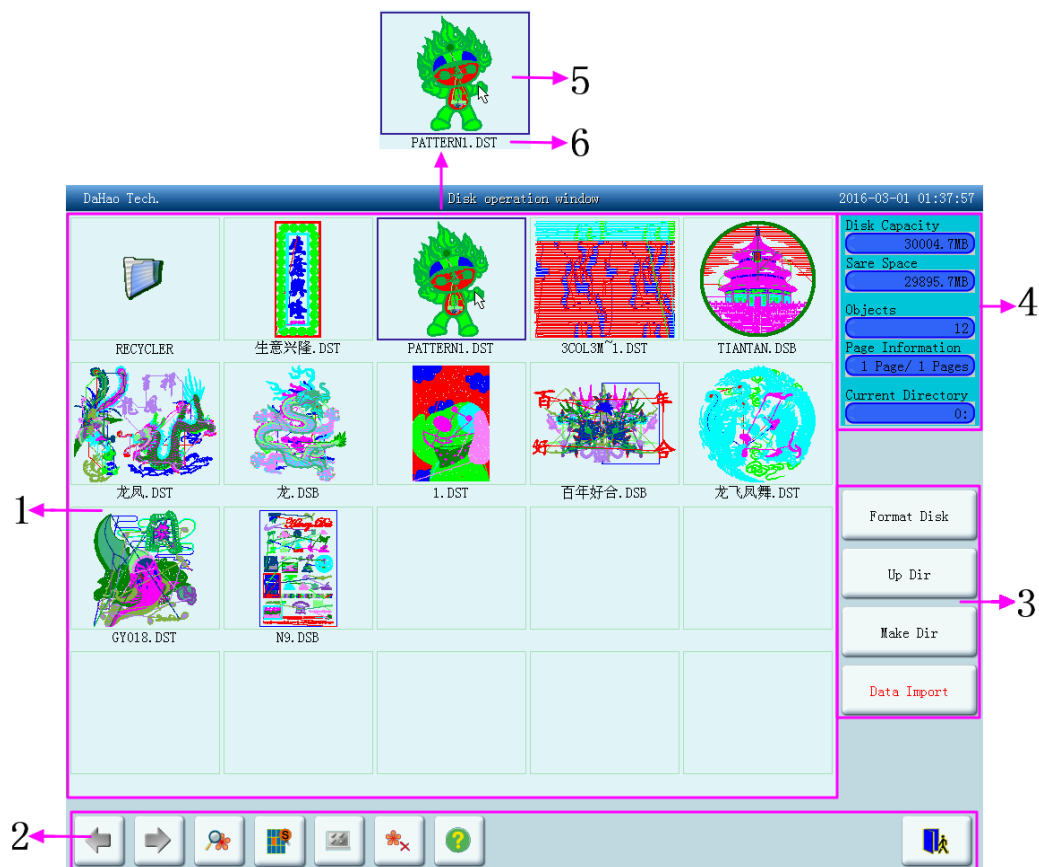 5
PATTERN1.DST
6
DaHao Tech.
Disk operation window
2016-03-01 01:37:57
RECYCLER
生意兴隆.DST
PATTERN1.DST
3COL3M~1.DST
TIANTAN.DSB
龙凤.DST
龙.DSB
1.DST
百年好合.DSB
龙飞凤舞.DST
GY018.DST
N9.DSB
Disk Capacity
30004.7MB
Sare Space
29895.7MB
Objects
12
Page Information
1 Page/ 1 Pages
Current Directory
0:
4
Format Disk
Up Dir
Make Dir
Data Import
3
1
2